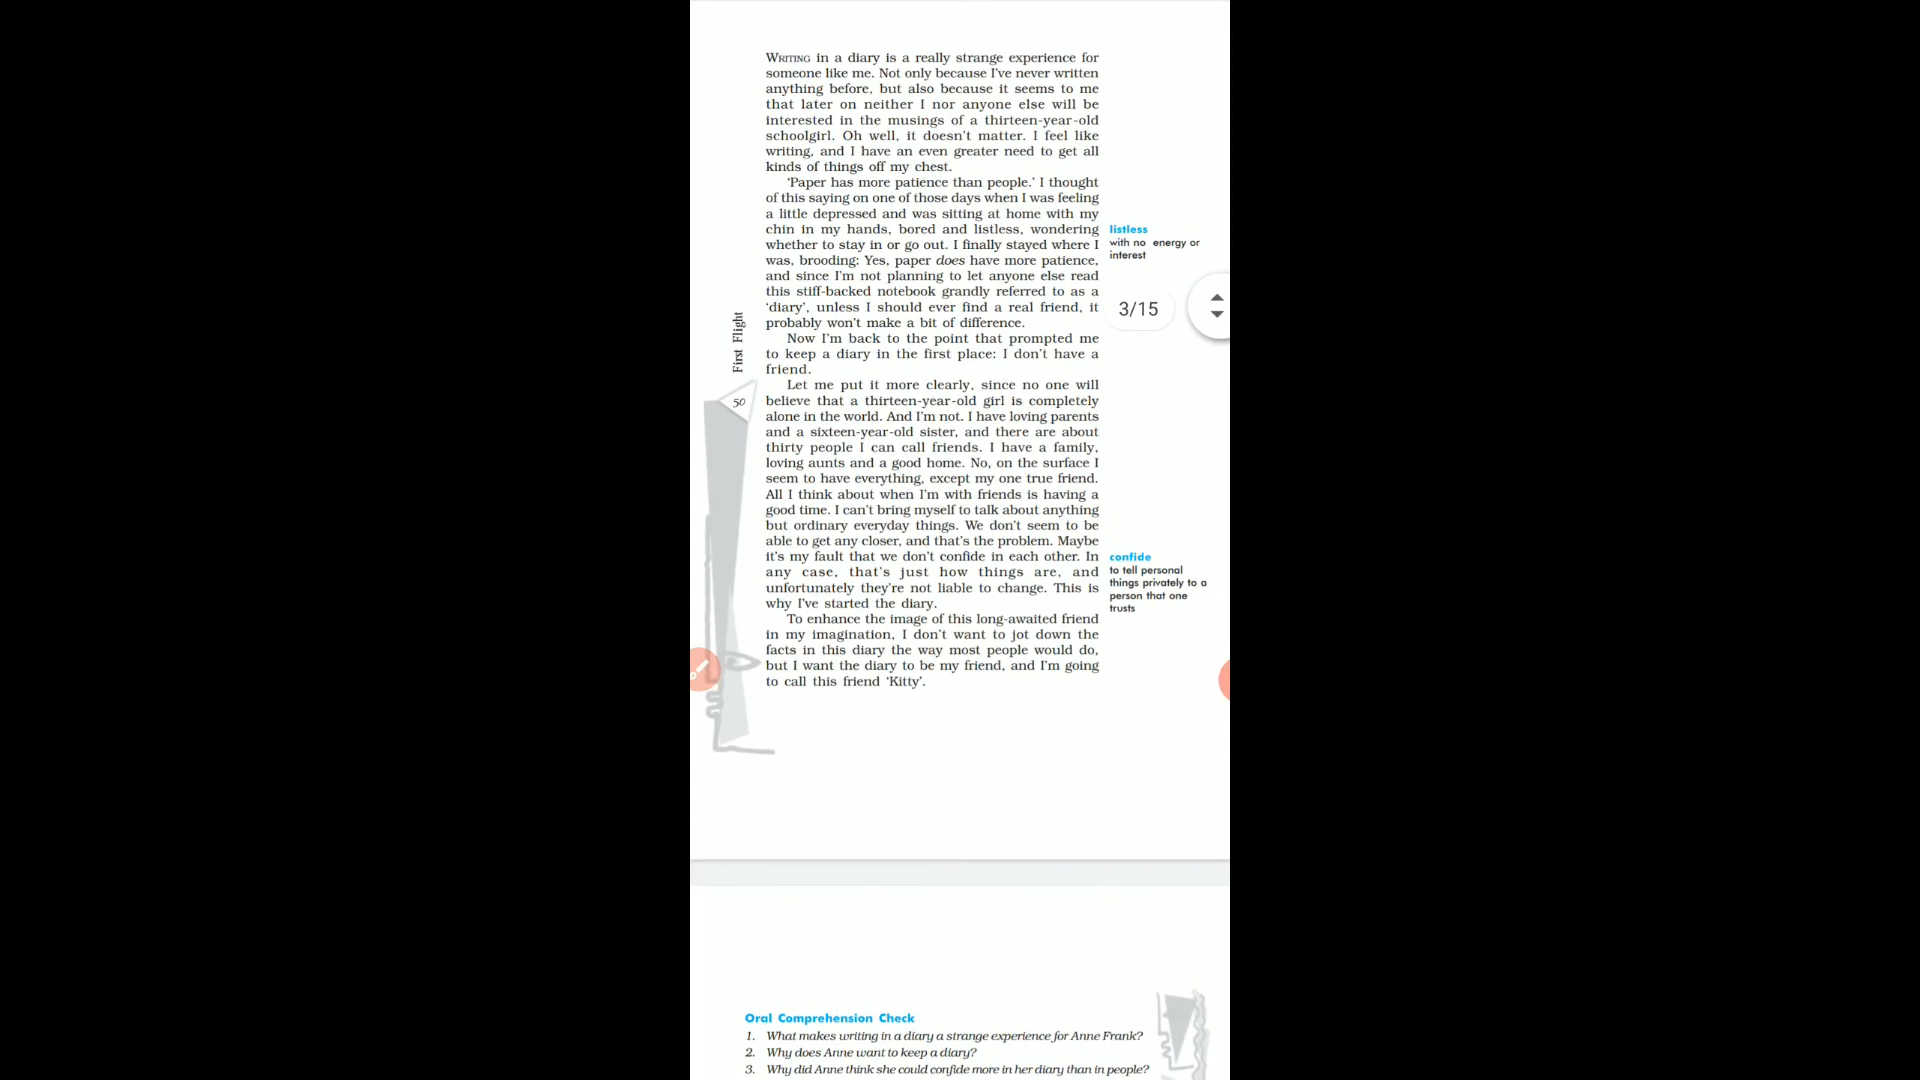 WRITING in a diary is a really strange experience for
someone like me. Not only because I've never written
anything before, but also because it seems to me
that later on neither I nor anyone else will be
interested in the musings of a thirteen-year-old
schoolgirl. Oh well, it doesn't matter. I feel like
writing, and I have an even greater need to get all
kinds of things off my chest.
‘Paper has more patience than people.’ I thought
of this saying on one of those days when I was feeling
a little depressed and was sitting at home with my
chin in my hands, bored and listless, wondering
whether to stay in or go out. I finally stayed where I
was, brooding: Yes, paper does have more patience,
and since I'm not planning to let anyone else read
this stiff-backed notebook grandly referred to as a
‘diary’, unless I should ever find a real friend, it
probably won't make a bit of difference.
Now I'm back to the point that prompted me
to keep a diary in the first place: I don't have a
friend.
Let me put it more clearly, since no one will
believe that a thirteen-year-old girl is completely
alone in the world. And I'm not. I have loving parents
and a sixteen-year-old sister, and there are about
thirty people I can call friends. I have a family,
loving aunts and a good home. No, on the surface I
seem to have everything, except my one true friend.
All I think about when I'm with friends is having a
good time. I can't bring myself to talk about anything
but ordinary everyday things. We don't seem to be
able to get any closer, and that's the problem. Maybe
it's my fault that we don't confide in each other. In
any case, that's just how things are, and
unfortunately they're not liable to change. This is
why I've started the diary.
To enhance the image of this long-awaited friend
in my imagination, I don't want to jot down the
facts in this diary the way most people would do,
but I want the diary to be my friend, and I'm going
to call this friend ‘Kitty’.
listless
with no energy or
interest
3/15
confide
to tell personal
things privately to a
person that one
trusts
First Flight
50
Oral Comprehension Check
1. What makes writing in a diary a strange experience for Anne Frank?
2. Why does Anne want to keep a diary?
3. Why did Anne think she could confide more in her diary than in people?